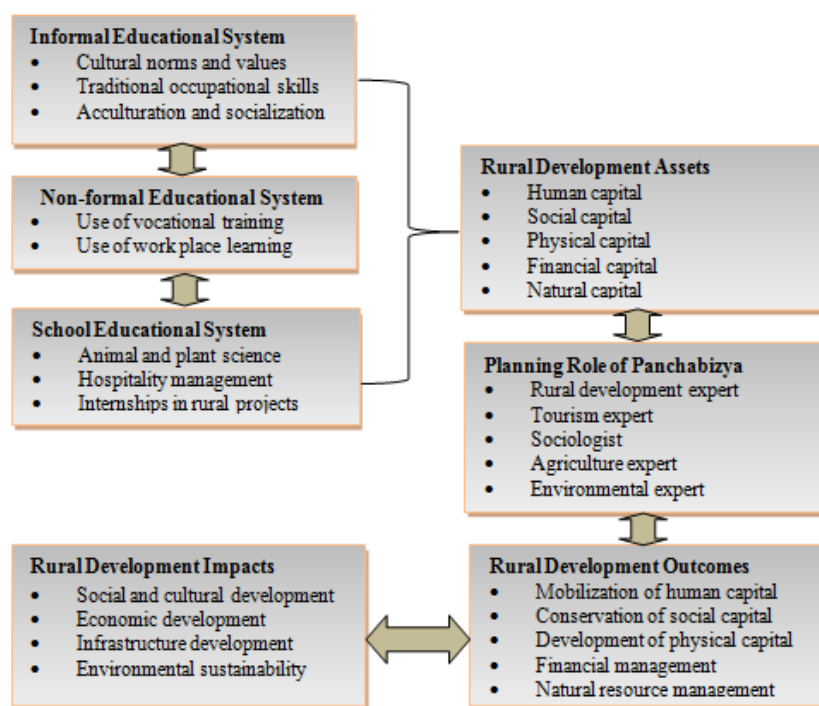 Informal Educational System
• Cultural norms and values
• Traditional occupational skills
• Acculturation and socialization
Non-formal Educational System
• Use of vocational training
• Use of work place learning
School Educational System
• Animal and plant science
• Hospitality management
• Internships in rural projects
Rural Development Assets
• Human capital
• Social capital
• Physical capital
• Financial capital
• Natural capital
Planning Role of Panchabizya
• Rural development expert
• Tourism expert
• Sociologist
• Agriculture expert
• Environmental expert
Rural Development Outcomes
• Mobilization of human capital
• Conservation of social capital
• Development of physical capital
• Financial management
• Natural resource management
Rural Development Impacts
• Social and cultural development
• Economic development
• Infrastructure development
• Environmental sustainability